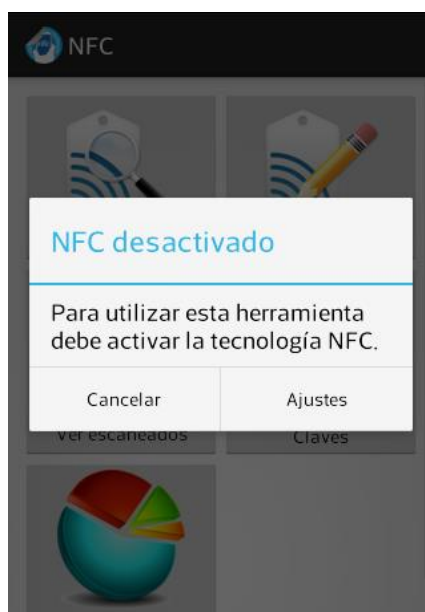 NFC
NFC desactivado
Para utilizar esta herramienta
debe activar la tecnología NFC.
Cancelar
Ajustes
Ver escaneados
Claves